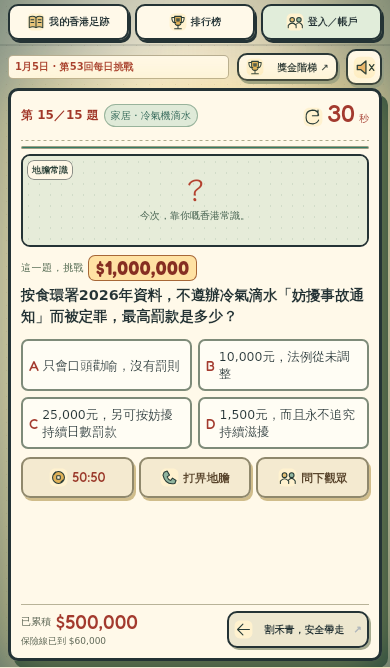 我的香港足跡
排行榜
登入／帳戶
1月5日・第53回每日挑戰
獎金階梯 ↗
第 15／15 題
家居・冷氣機滴水
30 秒
地膽常識
?
今次，靠你嘅香港常識。
這一題，挑戰 $1,000,000
按食環署2026年資料，不遵辦冷氣滴水「妨擾事故通
知」而被定罪，最高罰款是多少？
A 只會口頭勸喻，沒有罰則
B 10,000元，法例從未調
整
C 25,000元，另可按妨擾
持續日數罰款
D 1,500元，而且永不追究
持續滋擾
50:50
打畀地膽
問下觀眾
已累積 $500,000
保險線已到 $60,000
← 割禾青，安全帶走 ↗